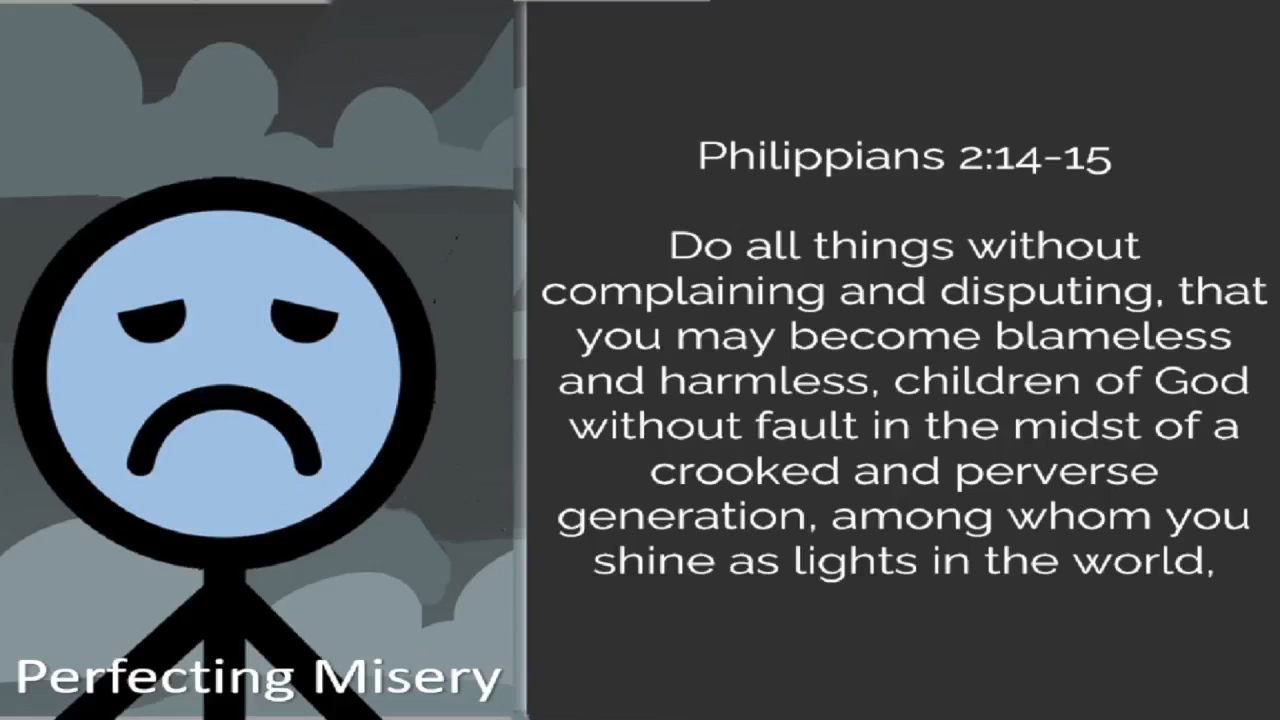 Philippians 2:14-15
Do all things without
complaining and disputing, that
you may become blameless
and harmless, children of God
without fault in the midst of a
crooked and perverse
generation, among whom you
shine as lights in the world,
Perfecting Misery